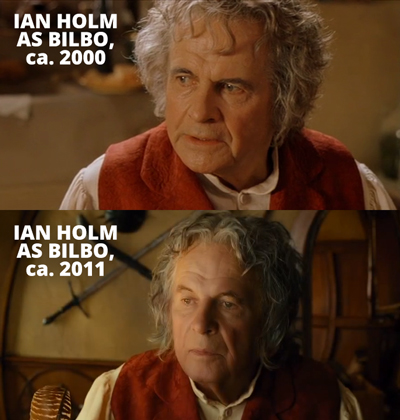 IAN HOLM
AS BILBO,
ca. 2000
IAN HOLM
AS BILBO,
ca. 2011